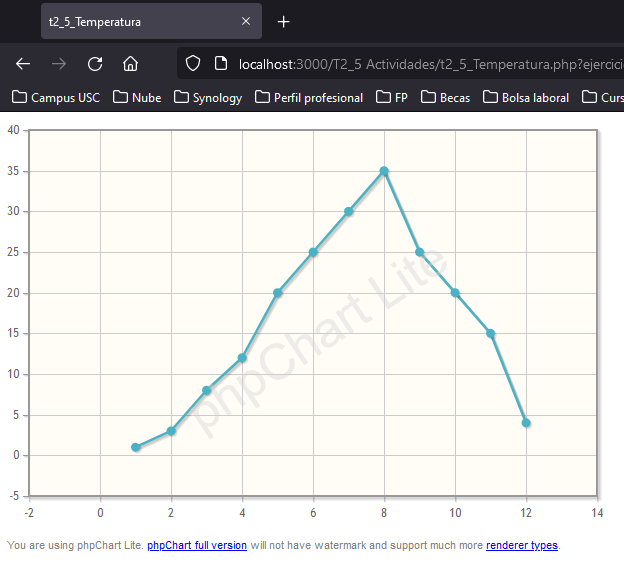 t2_5_Temperatura
localhost:3000/T2_5 Actividades/t2_5_Temperatura.php?ejercici
Campus USC Nube Synology Perfil profesional FP Becas Bolsa laboral Curs
40
35
30
25
20
15
10
5
0
-5
-2 0 2 4 6 8 10 12 14
phpChart Lite
You are using phpChart Lite. phpChart full version will not have watermark and support much more renderer types.